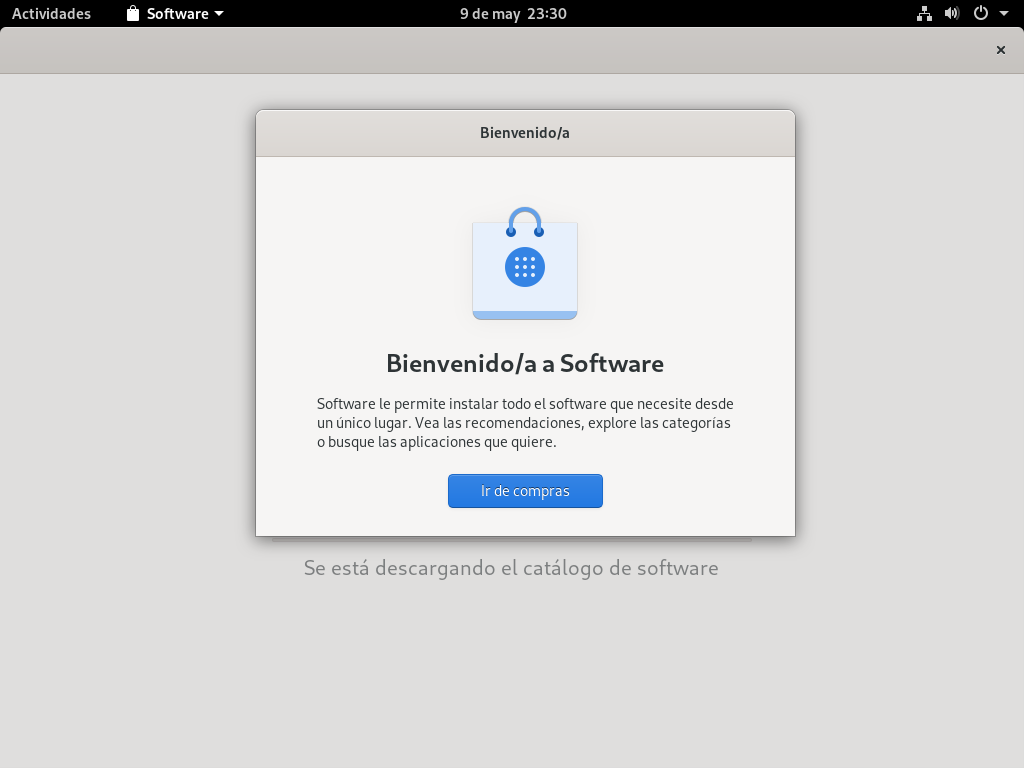 Actividades Software 9 de may 23:30
Bienvenido/a
Bienvenido/a a Software
Software le permite instalar todo el software que necesite desde
un único lugar. Vea las recomendaciones, explore las categorías
o busque las aplicaciones que quiere.
Ir de compras
Se está descargando el catálogo de software